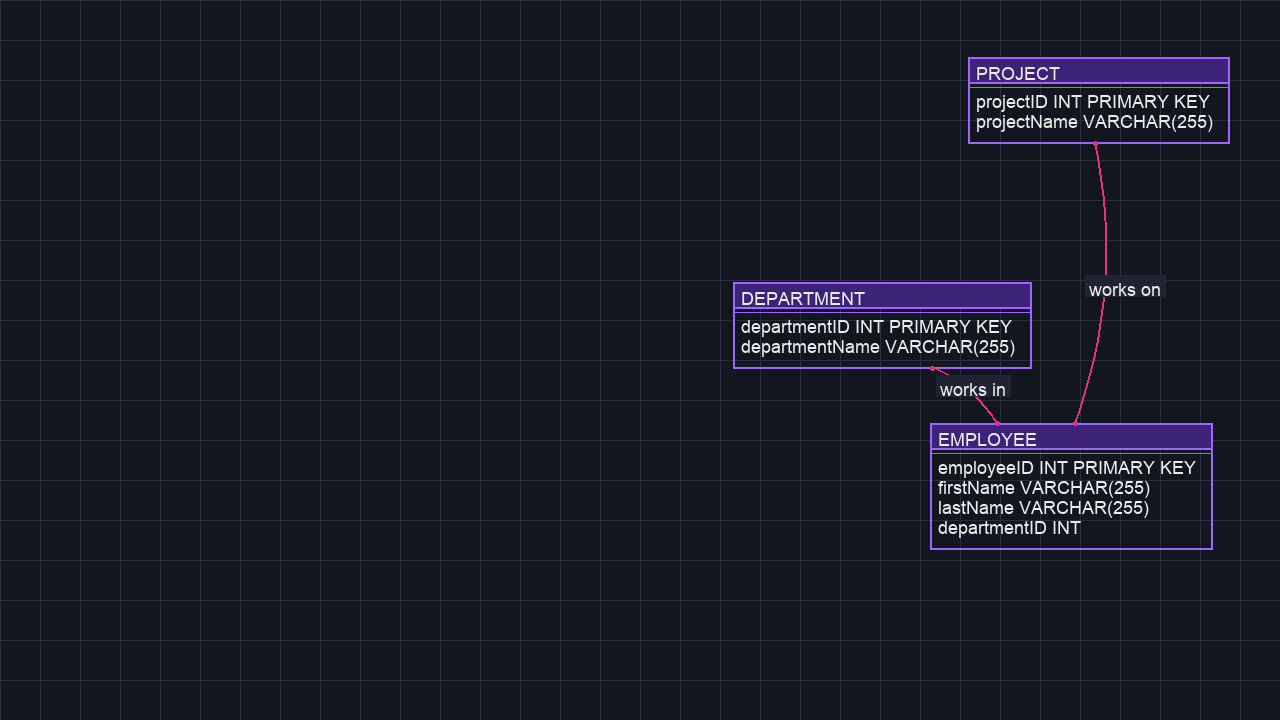 PROJECT
projectID INT PRIMARY KEY
projectName VARCHAR(255)
works on
DEPARTMENT
departmentID INT PRIMARY KEY
departmentName VARCHAR(255)
works in
EMPLOYEE
employeeID INT PRIMARY KEY
firstName VARCHAR(255)
lastName VARCHAR(255)
departmentID INT